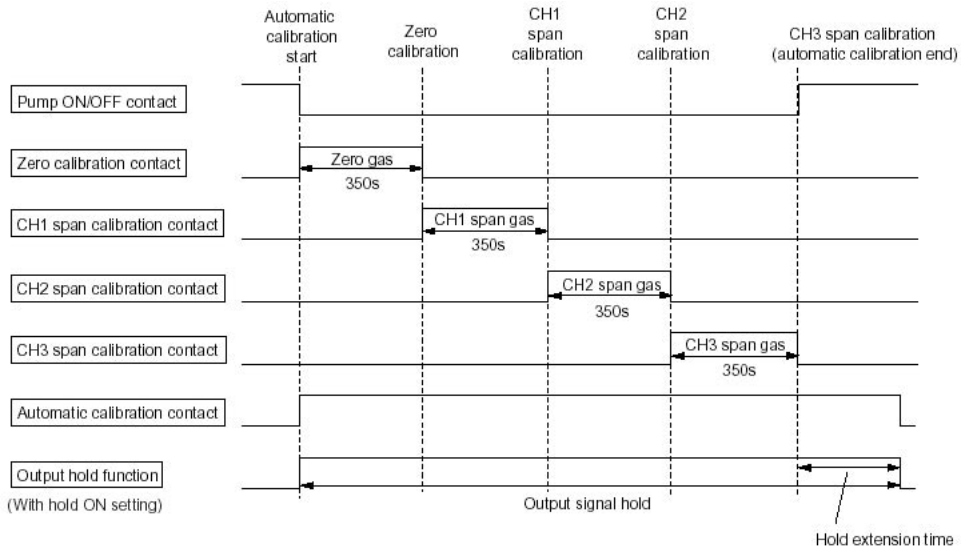 Automatic
calibration
start
Zero
calibration
CH1
span
calibration
CH2
span
calibration
CH3 span calibration
(automatic calibration end)
Pump ON/OFF contact
Zero calibration contact
Zero gas
350s
CH1 span calibration contact
CH1 span gas
350s
CH2 span calibration contact
CH2 span gas
350s
CH3 span calibration contact
CH3 span gas
350s
Automatic calibration contact
Output hold function
(With hold ON setting)
Output signal hold
Hold extension time